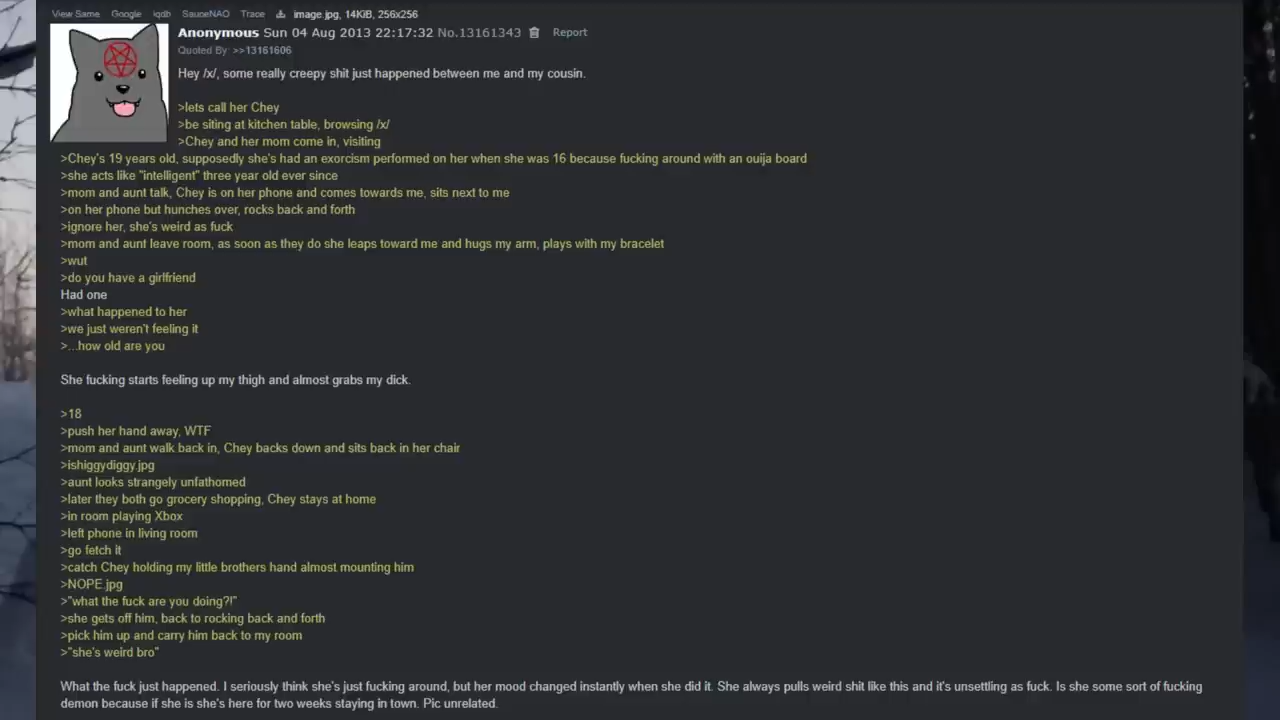 View Same Google iqdb SauceNAO Trace image.jpg, 14KiB, 256x256
Anonymous Sun 04 Aug 2013 22:17:32 No.13161343 Report
Quoted By: >>13161606
Hey /x/, some really creepy shit just happened between me and my cousin.
>lets call her Chey
>be siting at kitchen table, browsing /x/
>Chey and her mom come in, visiting
>Chey's 19 years old, supposedly she's had an exorcism performed on her when she was 16 because fucking around with an ouija board
>she acts like "intelligent" three year old ever since
>mom and aunt talk, Chey is on her phone and comes towards me, sits next to me
>on her phone but hunches over, rocks back and forth
>ignore her, she's weird as fuck
>mom and aunt leave room, as soon as they do she leaps toward me and hugs my arm, plays with my bracelet
>wut
>do you have a girlfriend
Had one
>what happened to her
>we just weren't feeling it
>...how old are you
She fucking starts feeling up my thigh and almost grabs my dick.
>18
>push her hand away, WTF
>mom and aunt walk back in, Chey backs down and sits back in her chair
>ishiggydiggy.jpg
>aunt looks strangely unfathomed
>later they both go grocery shopping, Chey stays at home
>in room playing Xbox
>left phone in living room
>go fetch it
>catch Chey holding my little brothers hand almost mounting him
>NOPE.jpg
>"what the fuck are you doing?!"
>she gets off him, back to rocking back and forth
>pick him up and carry him back to my room
>"she's weird bro"
What the fuck just happened. I seriously think she's just fucking around, but her mood changed instantly when she did it. She always pulls weird shit like this and it's unsettling as fuck. Is she some sort of fucking
demon because if she is she's here for two weeks staying in town. Pic unrelated.